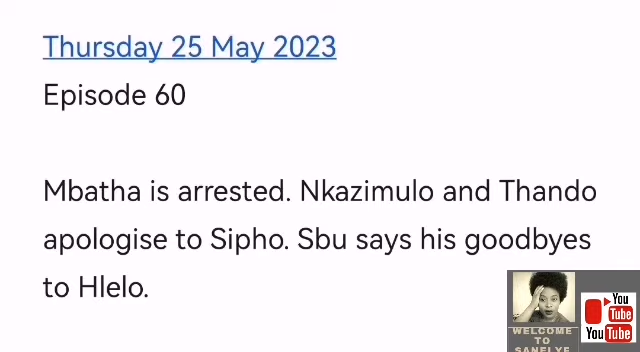 Thursday 25 May 2023
Episode 60
Mbatha is arrested. Nkazimulo and Thando
apologise to Sipho. Sbu says his goodbyes
to Hlelo.
WELCOME
TO
You
Tube
YouTube